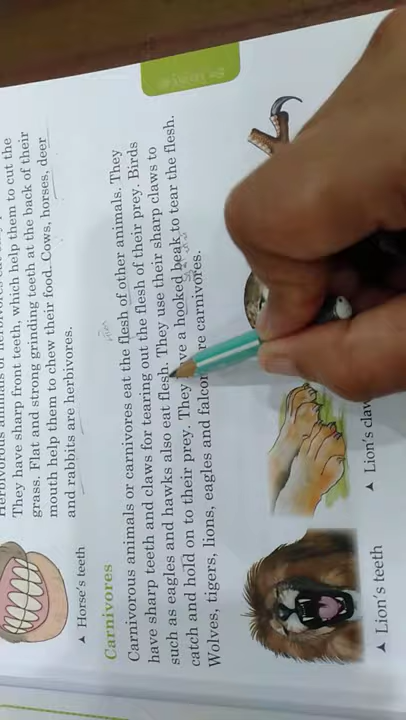 They have sharp front teeth, which help them to cut the
grass. Flat and strong grinding teeth at the back of their
mouth help them to chew their food. Cows, horses, deer
and rabbits are herbivores.
▲ Horse's teeth
Carnivores
Carnivorous animals or carnivores eat the flesh of other animals. They
have sharp teeth and claws for tearing out the flesh of their prey. Birds
such as eagles and hawks also eat flesh. They use their sharp claws to
catch and hold on to their prey. They a hooked beak to tear the flesh.
Wolves, tigers, lions, eagles and carnivores.
▲ Lion's teeth
▲ Lion's